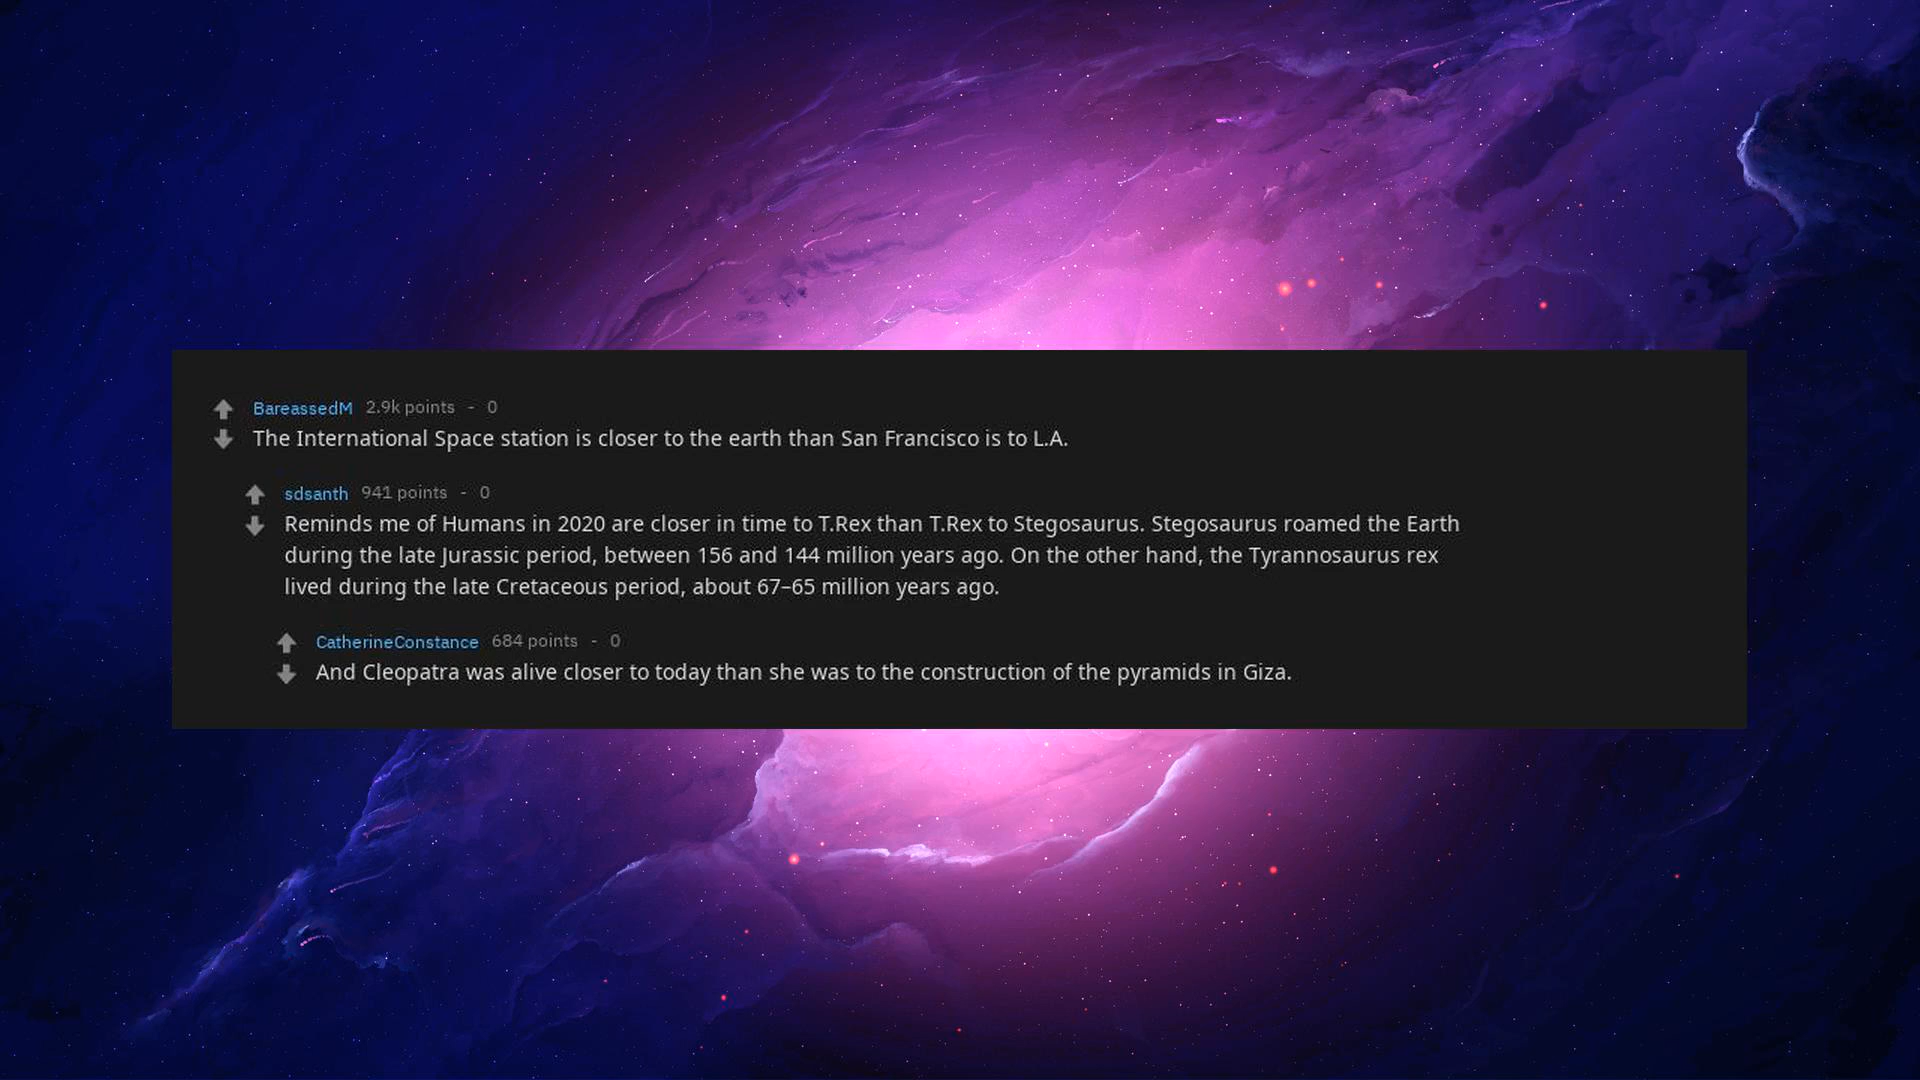 BareassedM 2.9k points - 0
The International Space station is closer to the earth than San Francisco is to L.A.
sdsanth 941 points - 0
Reminds me of Humans in 2020 are closer in time to T.Rex than T.Rex to Stegosaurus. Stegosaurus roamed the Earth
during the late Jurassic period, between 156 and 144 million years ago. On the other hand, the Tyrannosaurus rex
lived during the late Cretaceous period, about 67–65 million years ago.
CatherineConstance 684 points - 0
And Cleopatra was alive closer to today than she was to the construction of the pyramids in Giza.